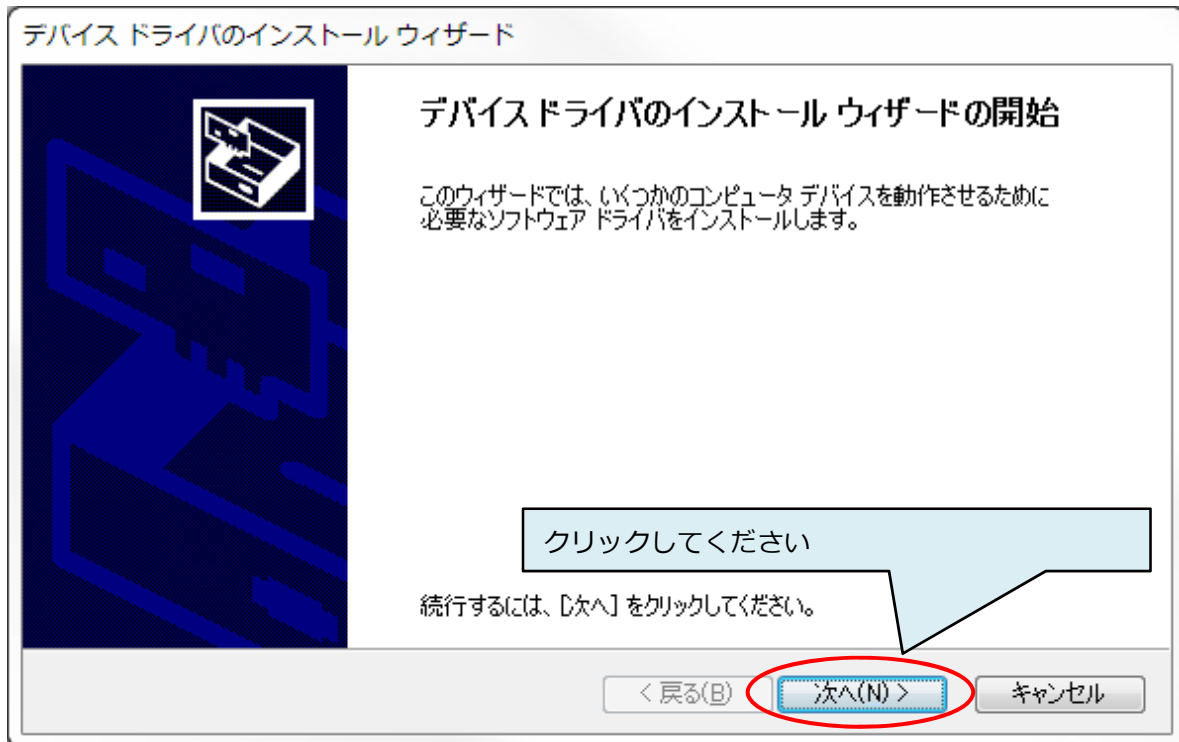 デバイス ドライバのインストール ウィザード
デバイス ドライバのインストール ウィザードの開始
このウィザードでは、いくつかのコンピュータ デバイスを動作させるために
必要なソフトウェア ドライバをインストールします。
クリックしてください
続行するには、[次へ] をクリックしてください。
< 戻る(B)
次へ(N) >
キャンセル